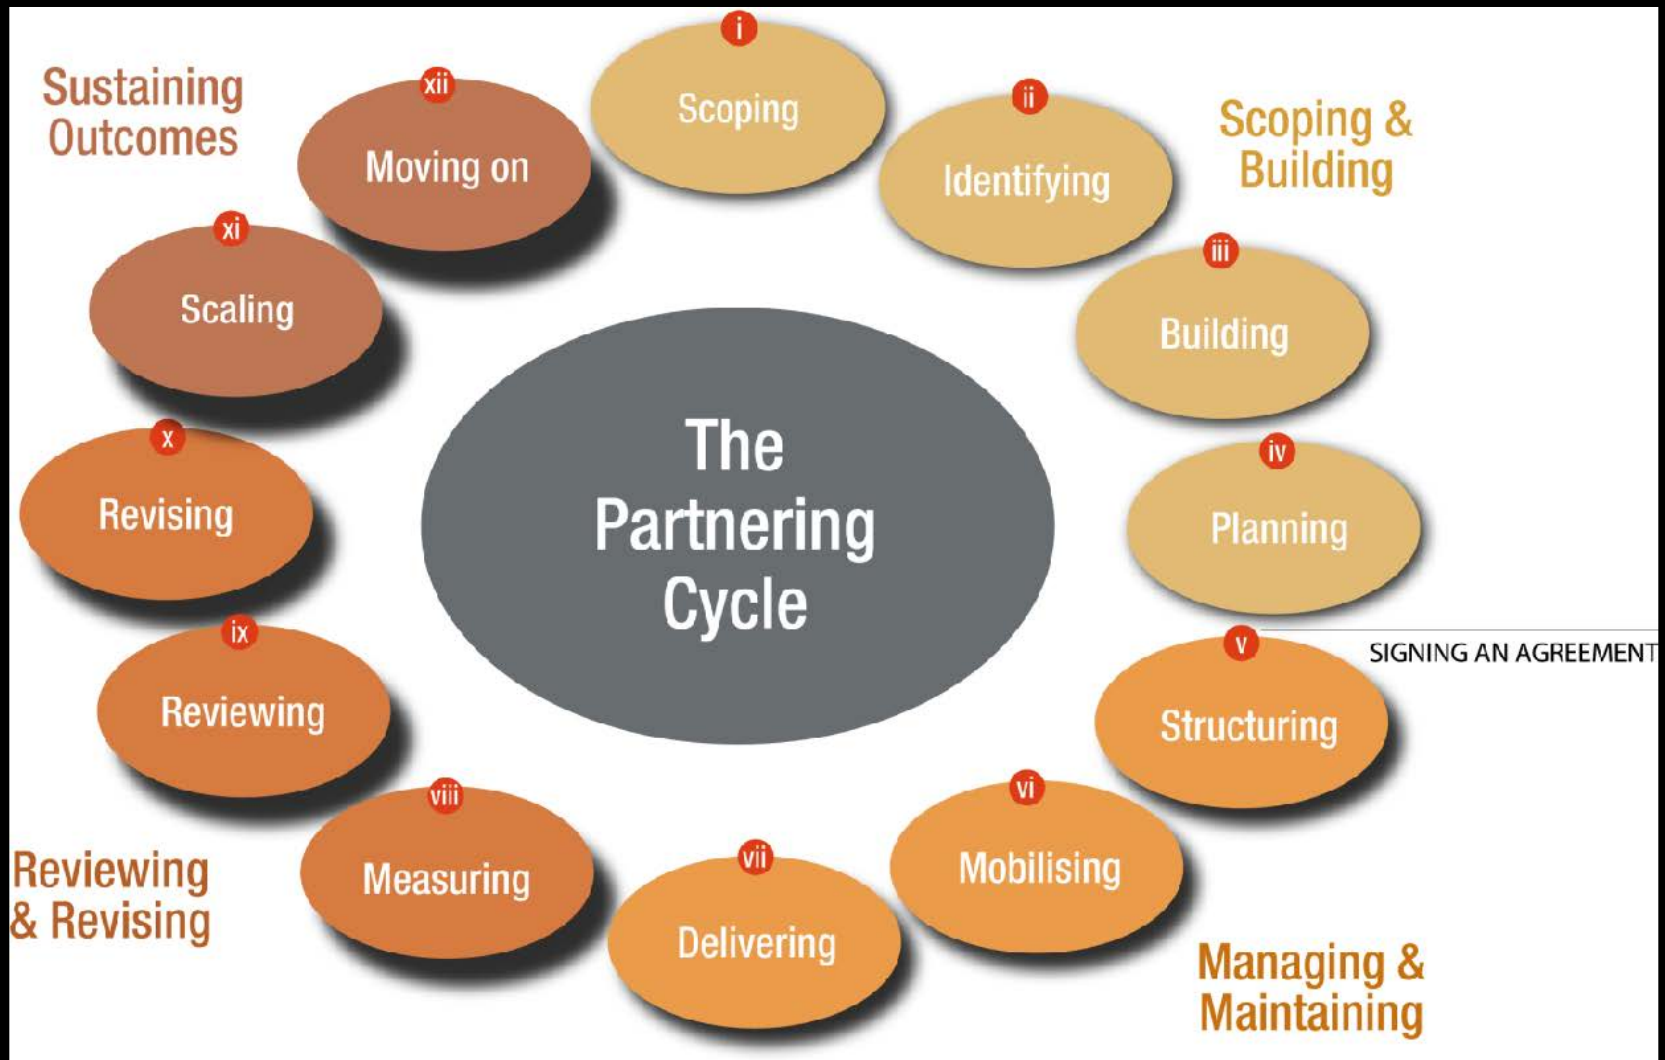 i
Scoping
ii
Identifying
Scoping &
Building
iii
Building
iv
Planning
SIGNING AN AGREEMENT
v
Structuring
vi
Mobilising
Managing &
Maintaining
vii
Delivering
viii
Measuring
Reviewing
& Revising
ix
Reviewing
x
Revising
xi
Scaling
xii
Moving on
Sustaining
Outcomes
The
Partnering
Cycle